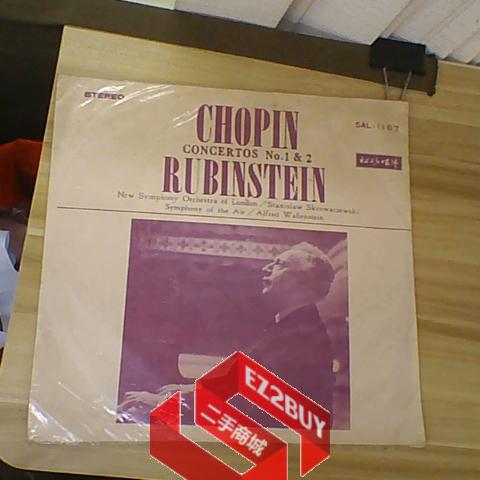 STEREO
CHOPIN
SAL-1187
CONCERTOS No.1 & 2
RUBINSTEIN
New Symphony Orchestra of London / Stanislaw Skrowaczewski
Symphony of the Air / Alfred Wallenstein
EZ2BUY
二手商城